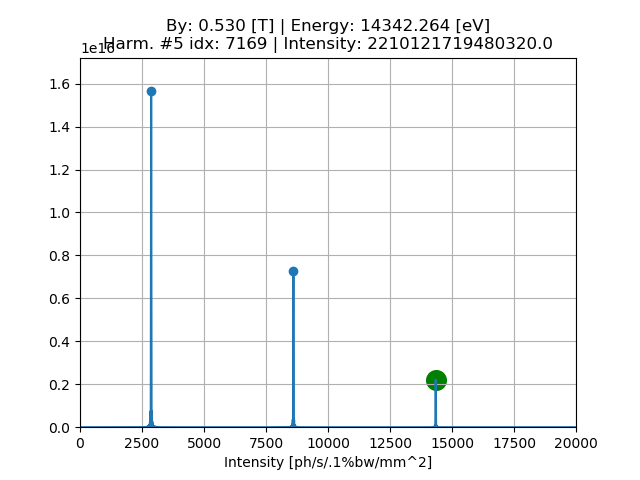 By: 0.530 [T] | Energy: 14342.264 [eV]
Harm. #5 idx: 7169 | Intensity: 2210121719480320.0
1e16
1.6
1.4
1.2
1.0
0.8
0.6
0.4
0.2
0.0
0 2500 5000 7500 10000 12500 15000 17500 20000
Intensity [ph/s/.1%bw/mm^2]